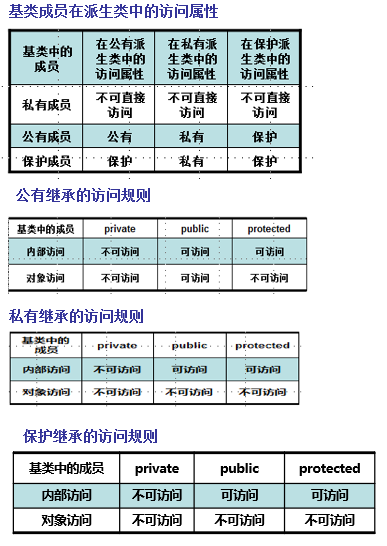 基类成员在派生类中的访问属性
基类中的成员 在公有派生类中的访问属性 在私有派生类中的访问属性 在保护派生类中的访问属性
私有成员 不可直接访问 不可直接访问 不可直接访问
公有成员 公有 私有 保护
保护成员 保护 私有 保护
公有继承的访问规则
基类中的成员 private public protected
内部访问 不可访问 可访问 可访问
对象访问 不可访问 可访问 不可访问
私有继承的访问规则
基类中的成员 private public protected
内部访问 不可访问 可访问 可访问
对象访问 不可访问 不可访问 不可访问
保护继承的访问规则
基类中的成员 private public protected
内部访问 不可访问 可访问 可访问
对象访问 不可访问 不可访问 不可访问